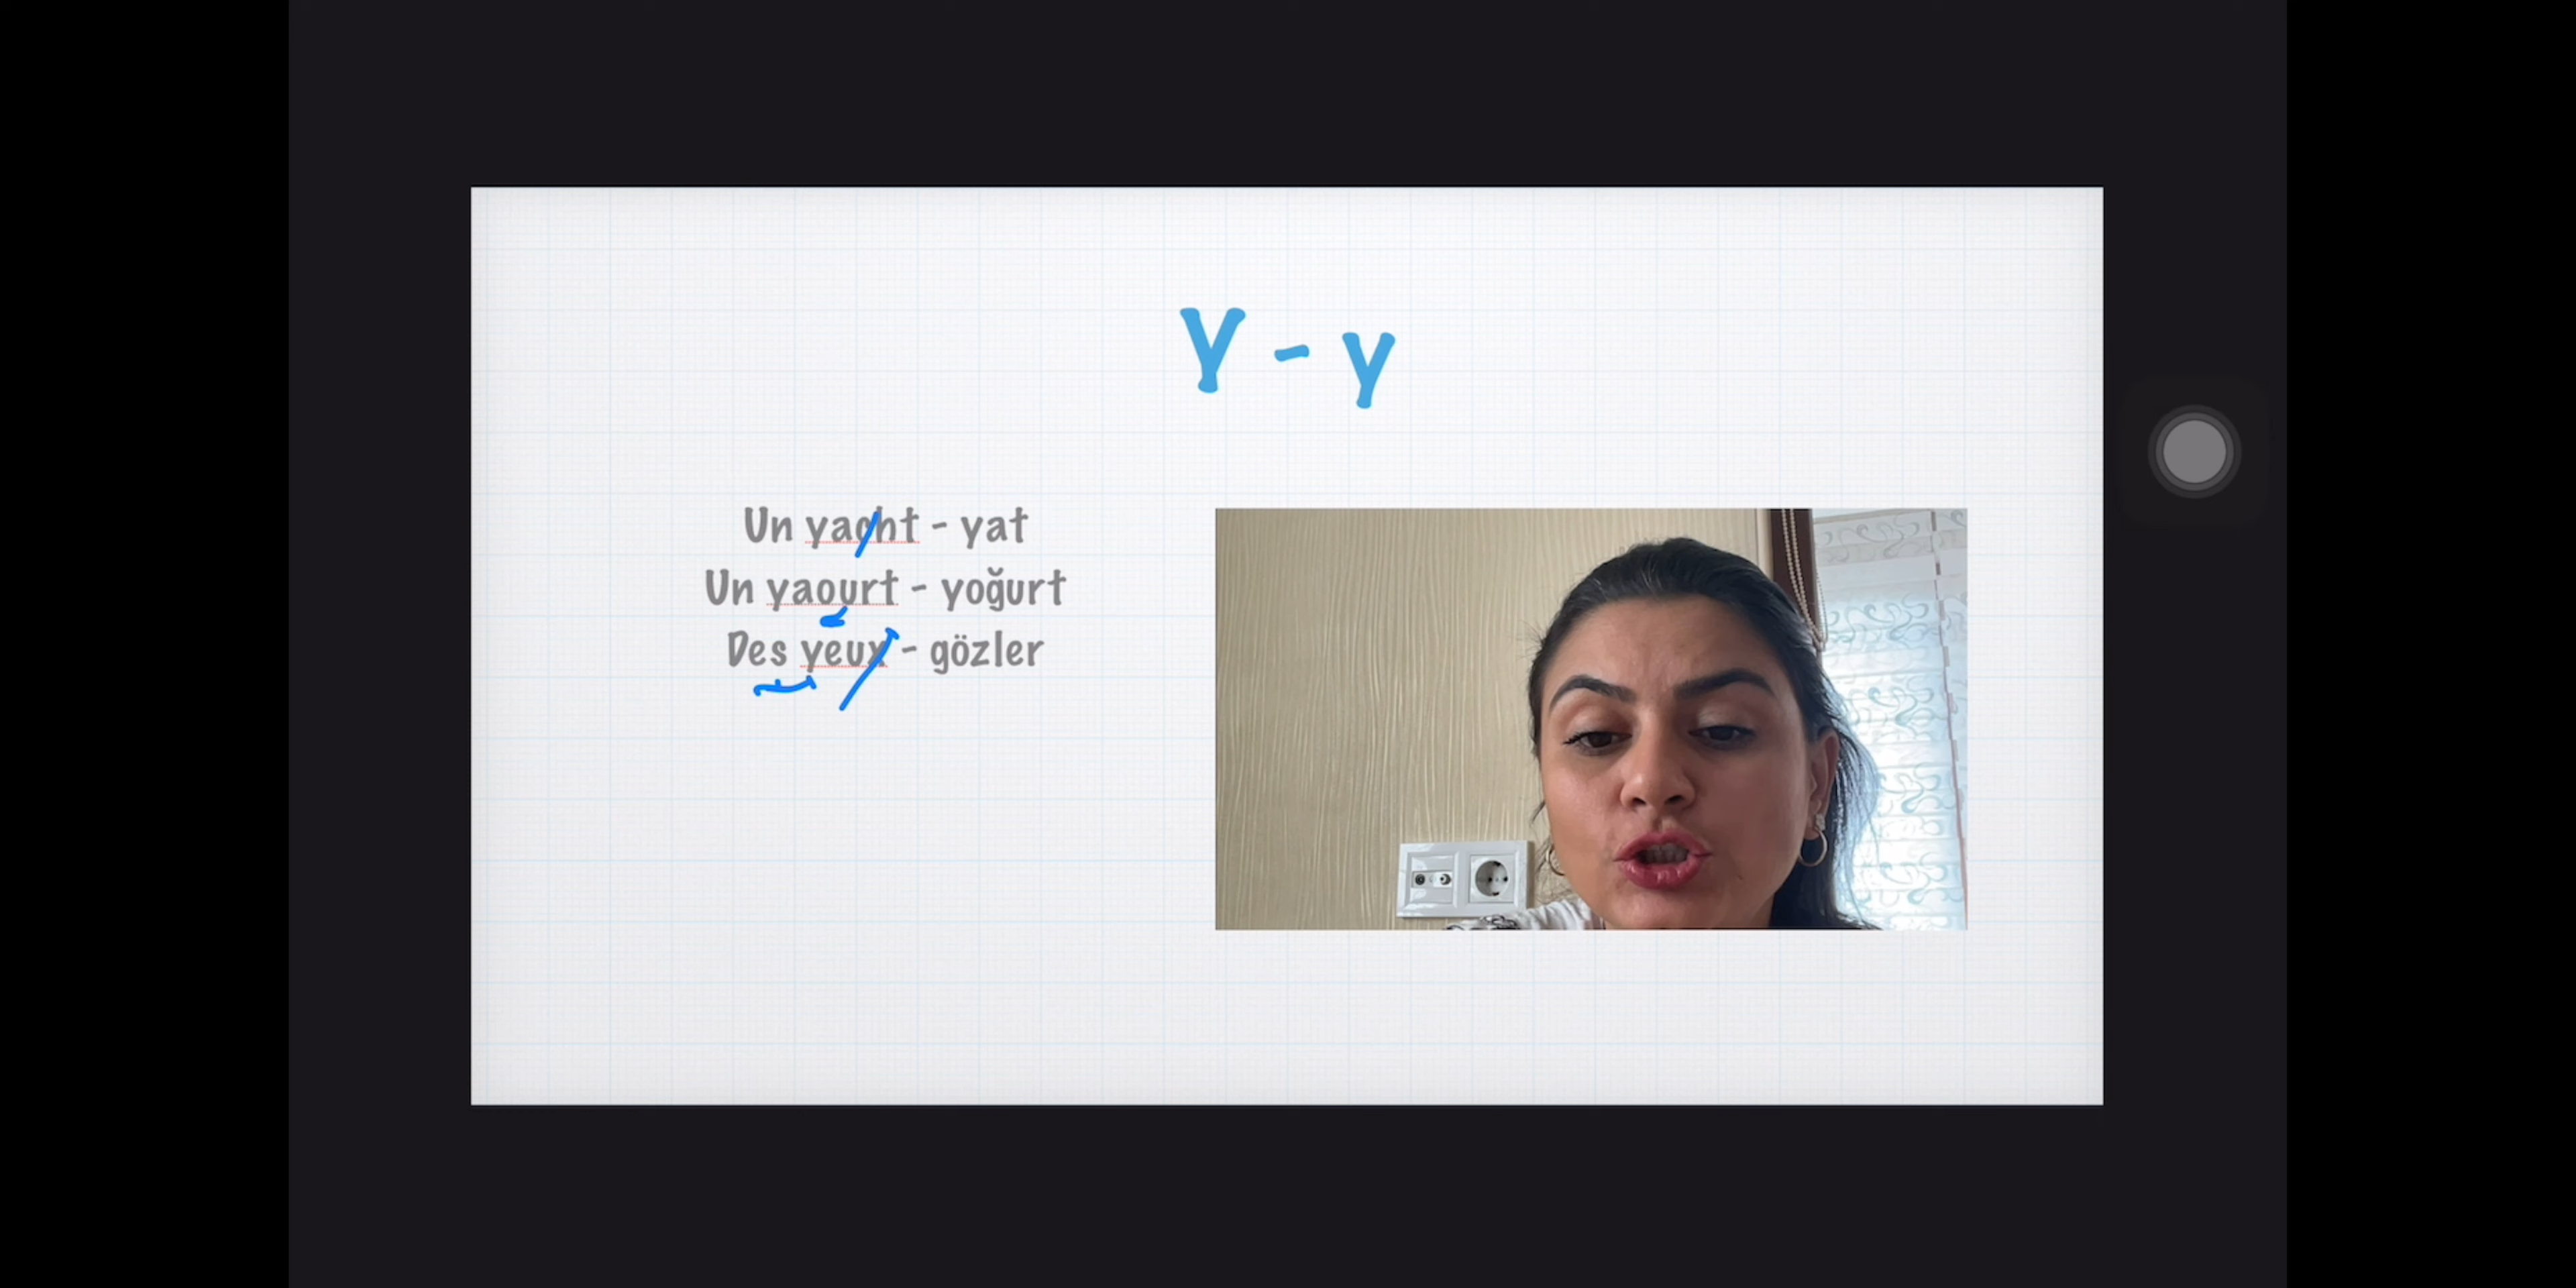 Y - y
Un yacht - yat
Un yaourt - yoğurt
Des yeux - gözler